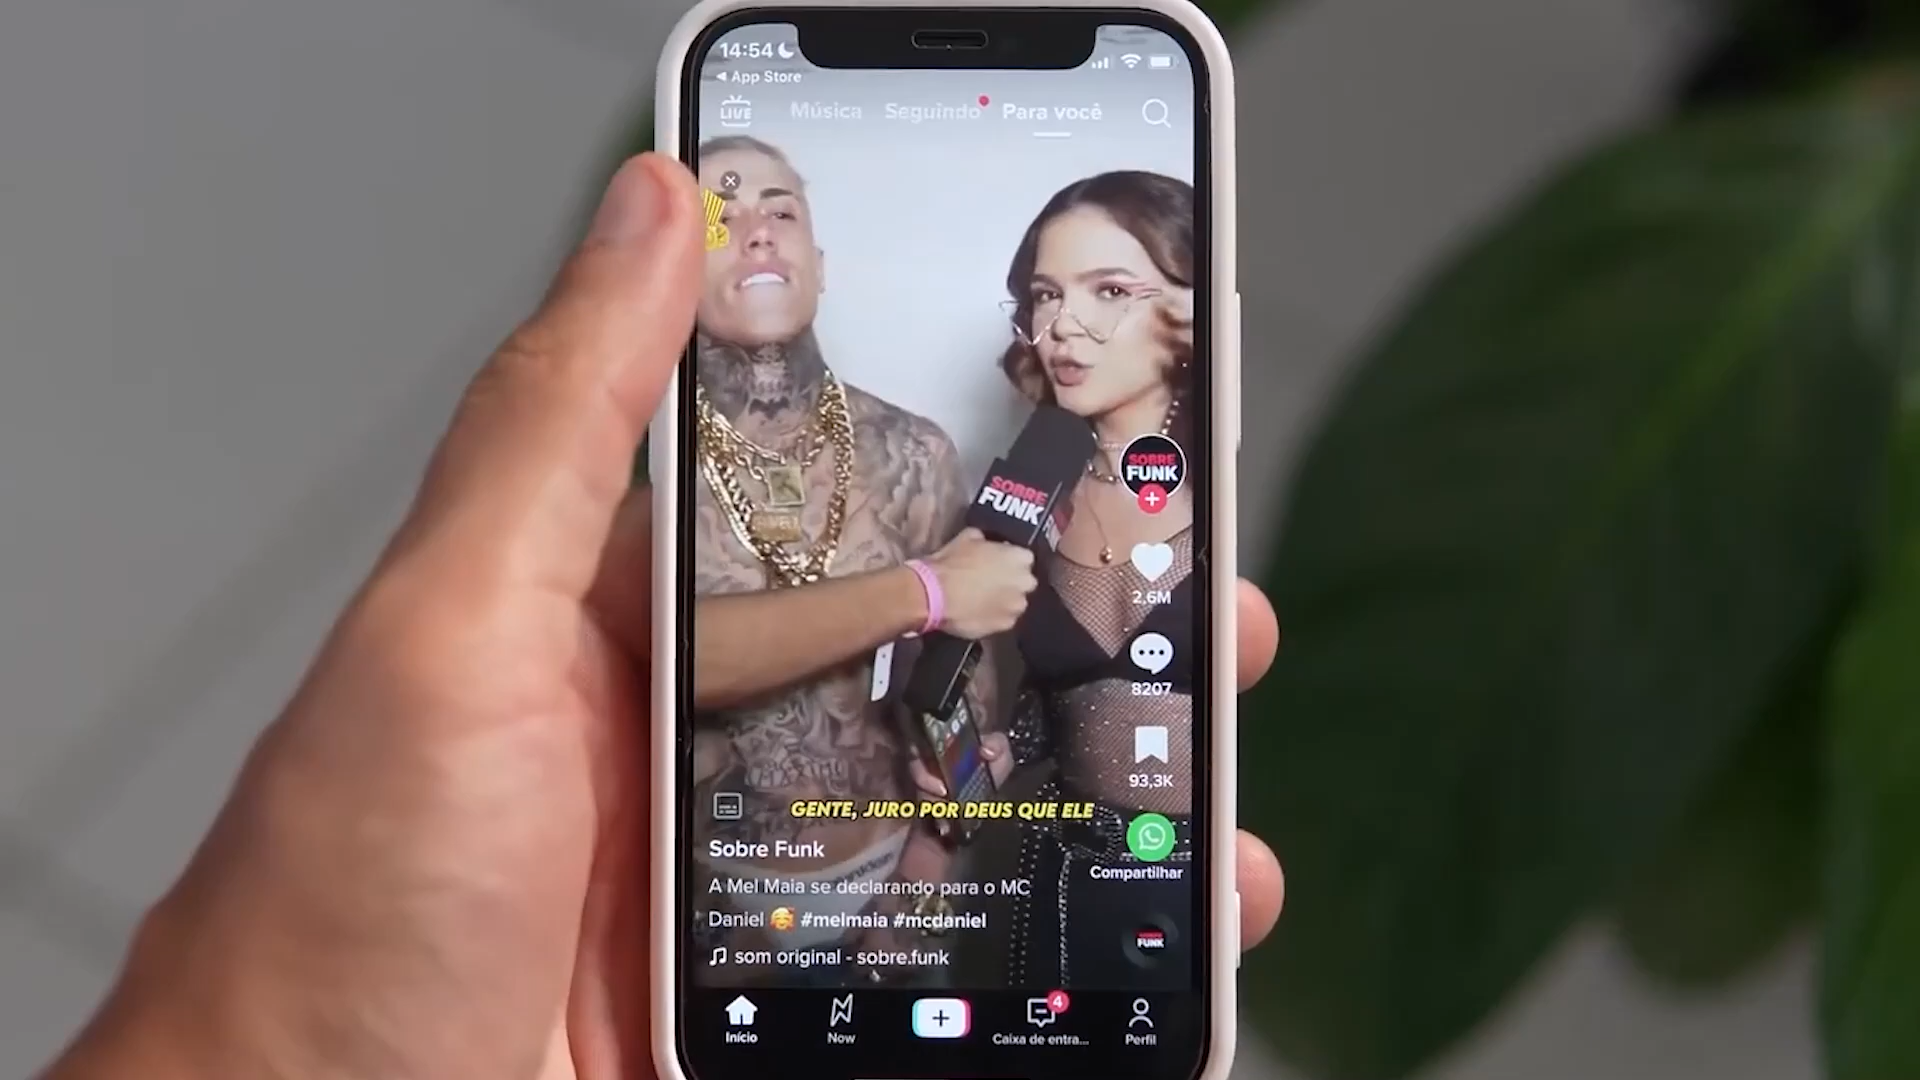 14:54
App Store
LIVE
Música
Seguindo
Para você
SOBRE
FUNK
SOBRE
FUNK
2,6M
8207
93,3K
GENTE, JURO POR DEUS QUE ELE
Compartilhar
Sobre Funk
A Mel Maia se declarando para o MC
Daniel 🥰 #melmaia #mcdaniel
som original - sobre.funk
FUNK
Início
Now
4
Caixa de entra...
Perfil